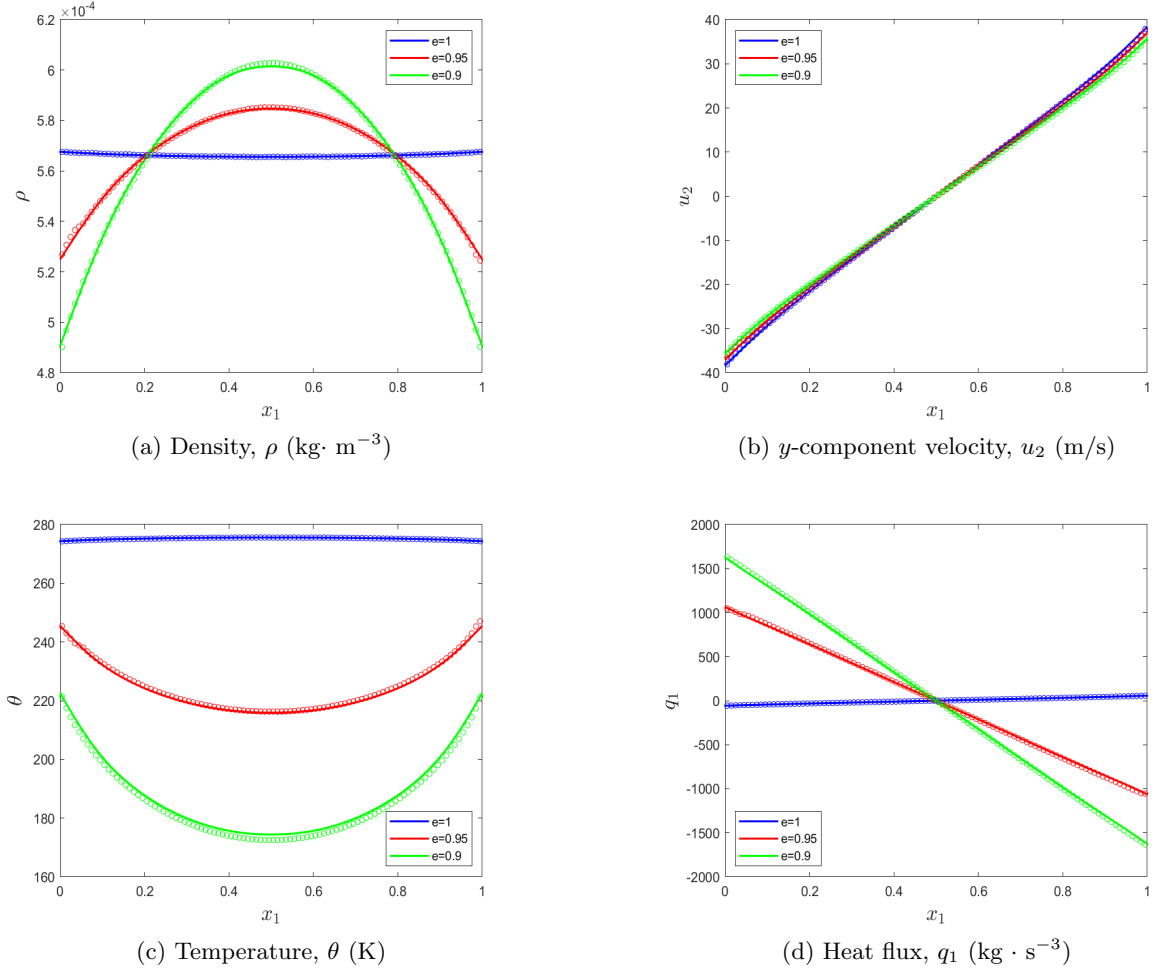 ×10⁻⁴
6.2
6
5.8
5.6
5.4
5.2
5
4.8
ρ
0 0.2 0.4 0.6 0.8 1
x₁
e=1
e=0.95
e=0.9
(a) Density, ρ (kg· m⁻³)
40
30
20
10
0
-10
-20
-30
-40
u₂
0 0.2 0.4 0.6 0.8 1
x₁
e=1
e=0.95
e=0.9
(b) y-component velocity, u₂ (m/s)
280
260
240
220
200
180
160
θ
0 0.2 0.4 0.6 0.8 1
x₁
e=1
e=0.95
e=0.9
(c) Temperature, θ (K)
2000
1500
1000
500
0
-500
-1000
-1500
-2000
q₁
0 0.2 0.4 0.6 0.8 1
x₁
e=1
e=0.95
e=0.9
(d) Heat flux, q₁ (kg · s⁻³)